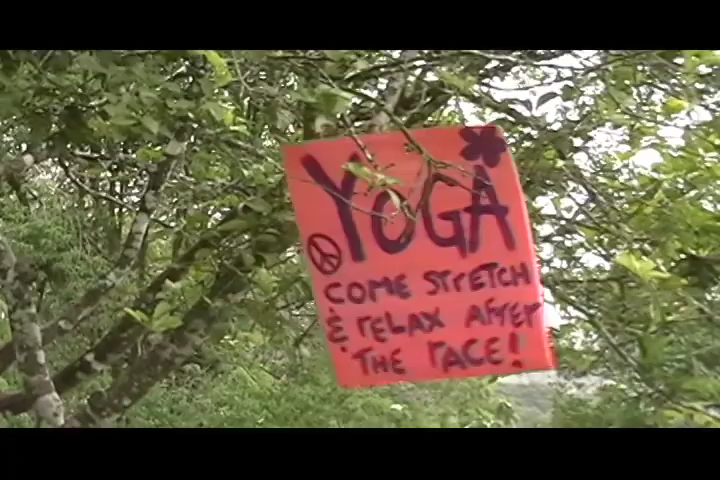 YOGA
COME STRETCH
& RELAX AFTER
THE RACE!